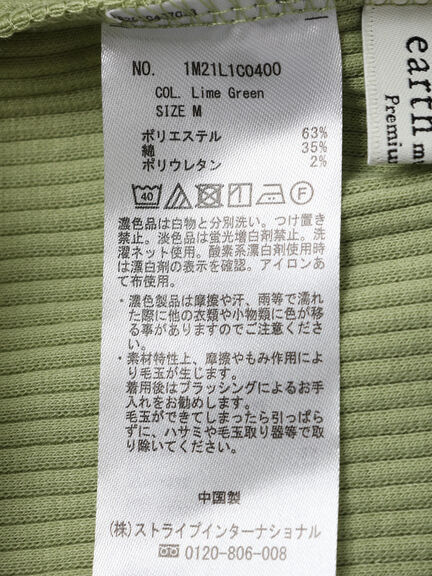 NO. 1M21L1C0400
COL. Lime Green
SIZE M
ポリエステル 63%
綿 35%
ポリウレタン 2%
40
F
濃色品は白物と分別洗い。つけ置き
禁止。淡色品は蛍光増白剤禁止。洗
濯ネット使用。酸素系漂白剤使用時
は漂白剤の表示を確認。アイロンあ
て布使用。
・濃色製品は摩擦や汗、雨等で濡れ
た際に他の衣類や小物類に色が移
る事がありますのでご注意くださ
い。
・素材特性上、摩擦やもみ作用によ
り毛玉が生じます。
着用後はブラッシングによるお手
入れをお勧めします。
毛玉ができてしまったら引っぱら
ずに、ハサミや毛玉取り器等で取
り除いてください。
中国製
(株)ストライプインターナショナル
0120-806-008
earth m
Premiu